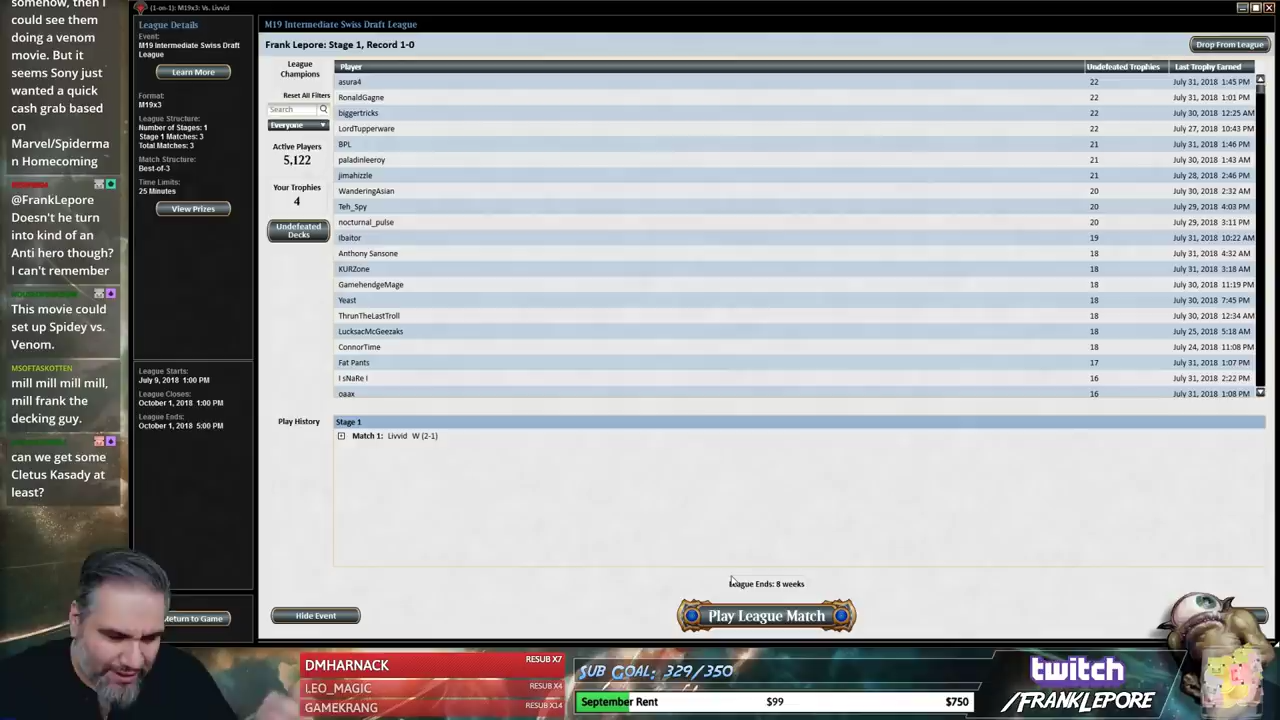 (1-on-1): M19x3: Vs. Livvid
somehow, then I
could see them
doing a venom
movie. But it
seems Sony just
wanted a quick
cash grab based
on
Marvel/Spiderma
n Homecoming
@FrankLepore
Doesn't he turn
into kind of an
Anti hero though?
I can't remember
This movie could
set up Spidey vs.
Venom.
MSOFTASKOTTEN
mill mill mill mill,
mill frank the
decking guy.
can we get some
Cletus Kasady at
least?
League Details
Event:
M19 Intermediate Swiss Draft
League
Learn More
Format:
M19x3
League Structure:
Number of Stages: 1
Stage 1 Matches: 3
Total Matches: 3
Match Structure:
Best-of-3
Time Limits:
25 Minutes
View Prizes
League Starts:
July 9, 2018 1:00 PM
League Closes:
October 1, 2018 1:00 PM
League Ends:
October 1, 2018 5:00 PM
Return to Game
M19 Intermediate Swiss Draft League
Frank Lepore: Stage 1, Record 1-0
Drop From League
League
Champions
Reset All Filters
Search
Everyone
Active Players
5,122
Your Trophies
4
Undefeated
Decks
Player Undefeated Trophies Last Trophy Earned
asura4 22 July 31, 2018 1:45 PM
RonaldGagne 22 July 31, 2018 1:01 PM
biggertricks 22 July 30, 2018 12:25 AM
LordTupperware 22 July 27, 2018 10:43 PM
BPL 21 July 31, 2018 1:46 PM
paladinleeroy 21 July 30, 2018 1:43 AM
jimahizzle 21 July 28, 2018 2:46 PM
WanderingAsian 20 July 30, 2018 2:32 AM
Teh_Spy 20 July 29, 2018 4:03 PM
nocturnal_pulse 20 July 29, 2018 3:11 PM
lbaitor 19 July 31, 2018 10:22 AM
Anthony Sansone 18 July 31, 2018 4:32 AM
KURZone 18 July 31, 2018 3:18 AM
GamehendgeMage 18 July 30, 2018 11:19 PM
Yeast 18 July 30, 2018 7:45 PM
ThrunTheLastTroll 18 July 30, 2018 12:34 AM
LucksacMcGeezaks 18 July 25, 2018 5:18 AM
ConnorTime 18 July 24, 2018 11:08 PM
Fat Pants 17 July 31, 2018 1:07 PM
I sNaRe I 16 July 31, 2018 2:22 PM
oaax 16 July 31, 2018 1:08 PM
Play History
Stage 1
Match 1: Livvid W (2-1)
League Ends: 8 weeks
Hide Event
Play League Match
DMHARNACK RESUB X7
LEO_MAGIC RESUB X4
GAMEKRANG RESUB X14
SUB GOAL: 329/350
September Rent $99 $750
twitch
/FRANKLEPORE